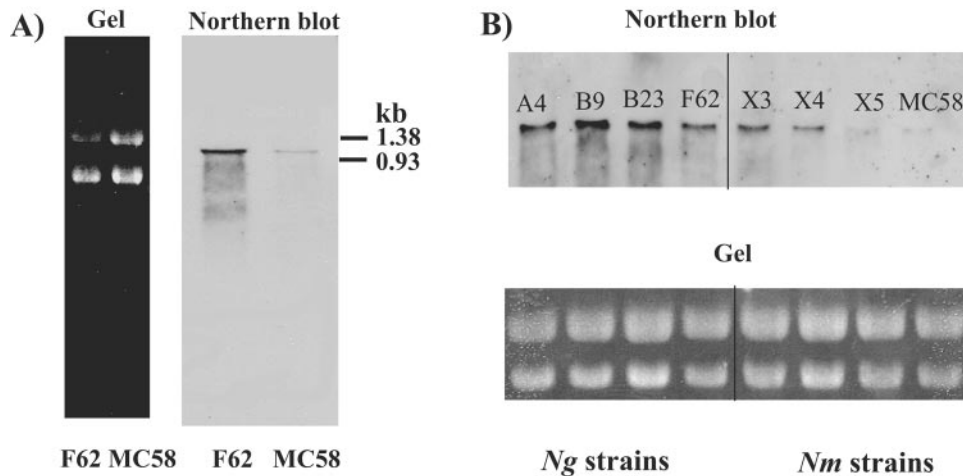 A)
Gel Northern blot
kb
1.38
0.93
F62 MC58 F62 MC58
B)
Northern blot
A4 B9 B23 F62 X3 X4 X5 MC58
Gel
Ng strains Nm strains